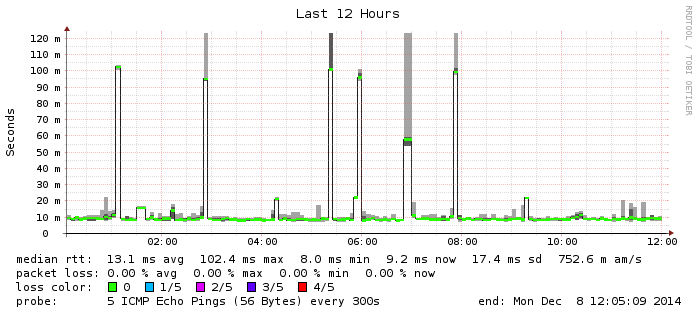 Last 12 Hours
RRDTOOL / TOBI OETIKER
Seconds
120 m
110 m
100 m
90 m
80 m
70 m
60 m
50 m
40 m
30 m
20 m
10 m
0
02:00 04:00 06:00 08:00 10:00 12:00
median rtt: 13.1 ms avg 102.4 ms max 8.0 ms min 9.2 ms now 17.4 ms sd 752.6 m am/s
packet loss: 0.00 % avg 0.00 % max 0.00 % min 0.00 % now
loss color: 0 1/5 2/5 3/5 4/5
probe: 5 ICMP Echo Pings (56 Bytes) every 300s end: Mon Dec 8 12:05:09 2014